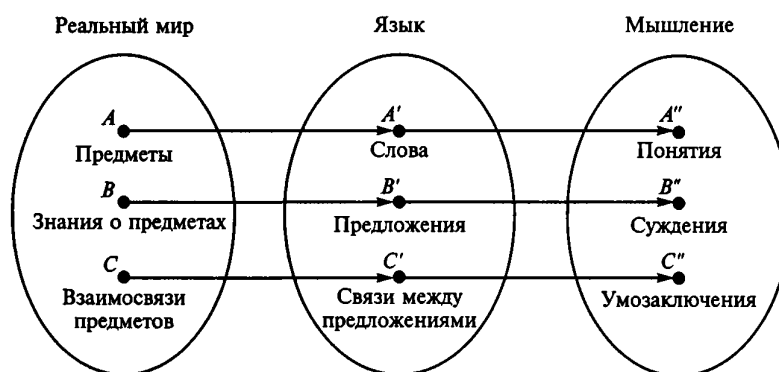 Реальный мир
Язык
Мышление
A
A'
A"
Предметы
Слова
Понятия
B
B'
B"
Знания о предметах
Предложения
Суждения
C
C'
C"
Взаимосвязи
предметов
Связи между
предложениями
Умозаключения